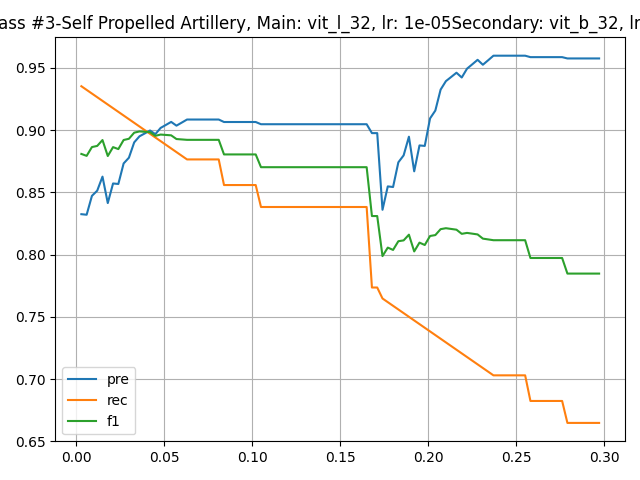 ass #3-Self Propelled Artillery, Main: vit_l_32, lr: 1e-05Secondary: vit_b_32, lr
0.95
0.90
0.85
0.80
0.75
0.70
0.65
pre
rec
f1
0.00 0.05 0.10 0.15 0.20 0.25 0.30